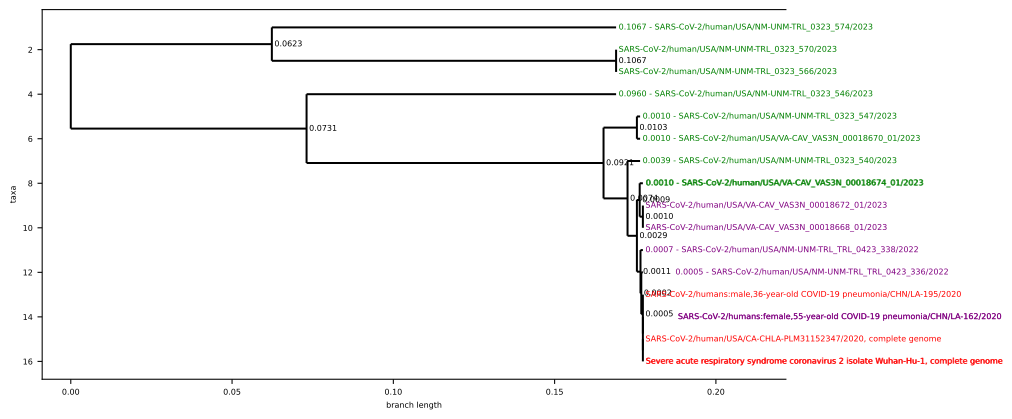 0.1067 - SARS-CoV-2/human/USA/NM-UNM-TRL_0323_574/2023
0.0623
2
SARS-CoV-2/human/USA/NM-UNM-TRL_0323_570/2023
0.1067
SARS-CoV-2/human/USA/NM-UNM-TRL_0323_566/2023
4
0.0960 - SARS-CoV-2/human/USA/NM-UNM-TRL_0323_546/2023
0.0010 - SARS-CoV-2/human/USA/NM-UNM-TRL_0323_547/2023
0.0731
0.0103
6
0.0010 - SARS-CoV-2/human/USA/VA-CAV_VAS3N_00018670_01/2023
0.0921
0.0039 - SARS-CoV-2/human/USA/NM-UNM-TRL_0323_540/2023
8
0.0010 - SARS-CoV-2/human/USA/VA-CAV_VAS3N_00018674_01/2023
taxa
0.0009
SARS-CoV-2/human/USA/VA-CAV_VAS3N_00018672_01/2023
0.0010
10
SARS-CoV-2/human/USA/VA-CAV_VAS3N_00018668_01/2023
0.0029
0.0007 - SARS-CoV-2/human/USA/NM-UNM-TRL_TRL_0423_338/2022
12
0.0011
0.0005 - SARS-CoV-2/human/USA/NM-UNM-TRL_TRL_0423_336/2022
0.0002
SARS-CoV-2/humans:male,36-year-old COVID-19 pneumonia/CHN/LA-195/2020
14
0.0005
SARS-CoV-2/humans:female,55-year-old COVID-19 pneumonia/CHN/LA-162/2020
SARS-CoV-2/human/USA/CA-CHLA-PLM31152347/2020, complete genome
16
Severe acute respiratory syndrome coronavirus 2 isolate Wuhan-Hu-1, complete genome
0.00
0.05
0.10
0.15
0.20
branch length